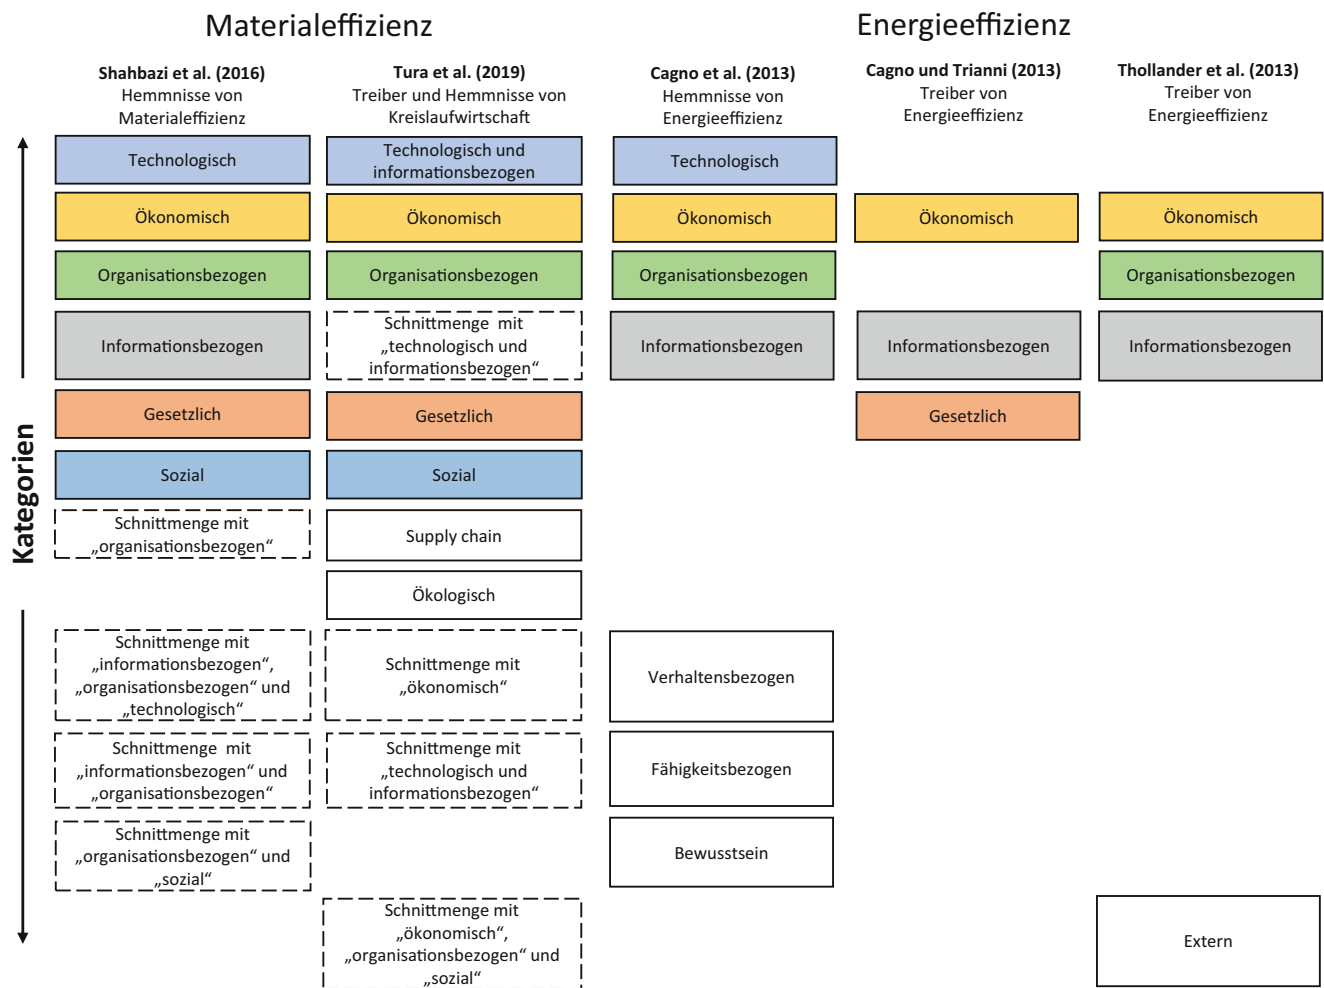 Materialeffizienz
Energieeffizienz
Shahbazi et al. (2016)
Hemmnisse von
Materialeffizienz
Tura et al. (2019)
Treiber und Hemmnisse von
Kreislaufwirtschaft
Cagno et al. (2013)
Hemmnisse von
Energieeffizienz
Cagno und Trianni (2013)
Treiber von
Energieeffizienz
Thollander et al. (2013)
Treiber von
Energieeffizienz
Kategorien
Technologisch
Technologisch und
informationsbezogen
Technologisch
Ökonomisch
Ökonomisch
Ökonomisch
Ökonomisch
Ökonomisch
Organisationsbezogen
Organisationsbezogen
Organisationsbezogen
Organisationsbezogen
Informationsbezogen
Schnittmenge mit
„technologisch und
informationsbezogen“
Informationsbezogen
Informationsbezogen
Informationsbezogen
Gesetzlich
Gesetzlich
Gesetzlich
Sozial
Sozial
Schnittmenge mit
„organisationsbezogen“
Supply chain
Ökologisch
Schnittmenge mit
„informationsbezogen“,
„organisationsbezogen“ und
„technologisch“
Schnittmenge mit
„ökonomisch“
Verhaltensbezogen
Schnittmenge mit
„informationsbezogen“ und
„organisationsbezogen“
Schnittmenge mit
„technologisch und
informationsbezogen“
Fähigkeitsbezogen
Schnittmenge mit
„organisationsbezogen“ und
„sozial“
Bewusstsein
Schnittmenge mit
„ökonomisch“,
„organisationsbezogen“ und
„sozial“
Extern